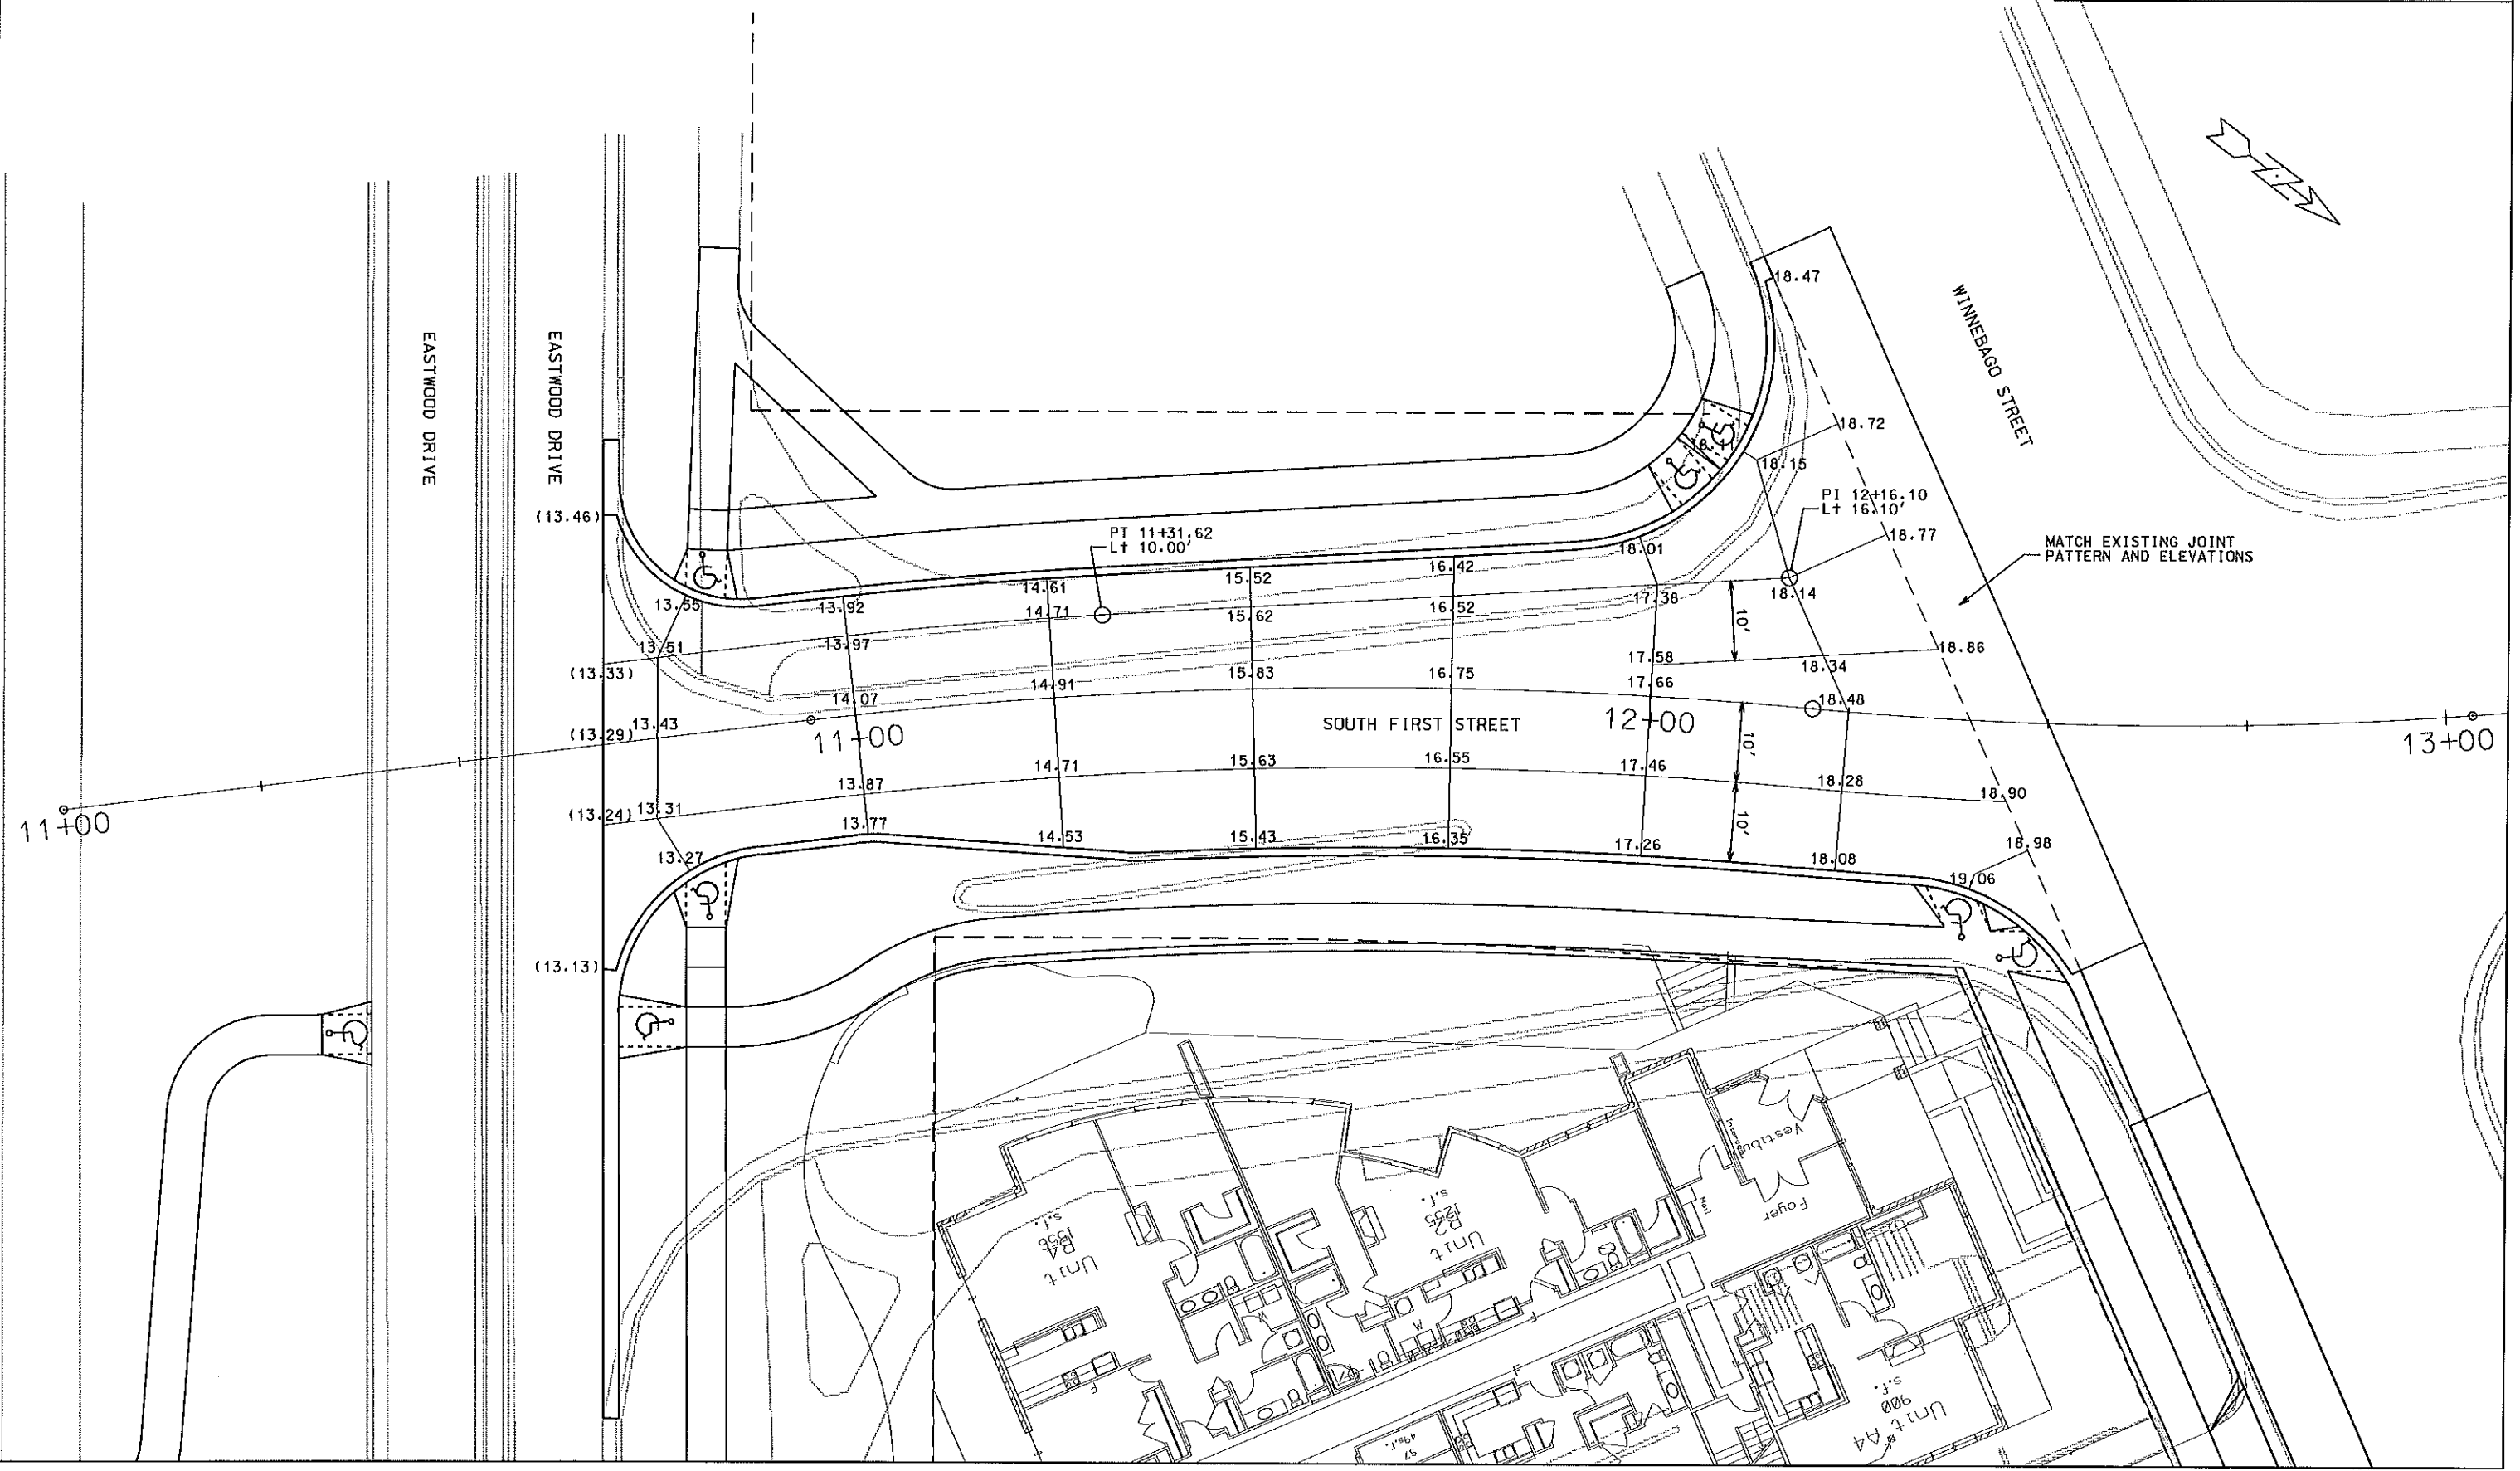 18.47
WINNEBAGO STREET
EASTWOOD DRIVE
EASTWOOD DRIVE
18.72
18.15
PI 12+16.10
Lt 16.10'
(13.46)
PT 11+31.62
Lt 10.00'
18.77
MATCH EXISTING JOINT
PATTERN AND ELEVATIONS
18.01
16.42
15.52
14.61
13.92
13.55
14.71
15.62
16.52
17.38
18.14
10'
13.51
13.97
(13.33)
14.91
15.83
16.75
17.58
18.34
18.86
17.66
14.07
18.48
13.43
(13.29)
11+00
SOUTH FIRST STREET
12+00
10'
13+00
14.71
15.63
16.55
17.46
13.87
18.28
18.90
13.31
(13.24)
11+00
13.77
14.53
15.43
16.35
17.26
10'
18.98
13.27
18.08
19.06
(13.13)
Vestibu
Foyer
Unit
B4
1356
s.f.
Unit
B2
1255
s.f.
W
W
F
S7
49s.f.
Unit A4
900
s.f.